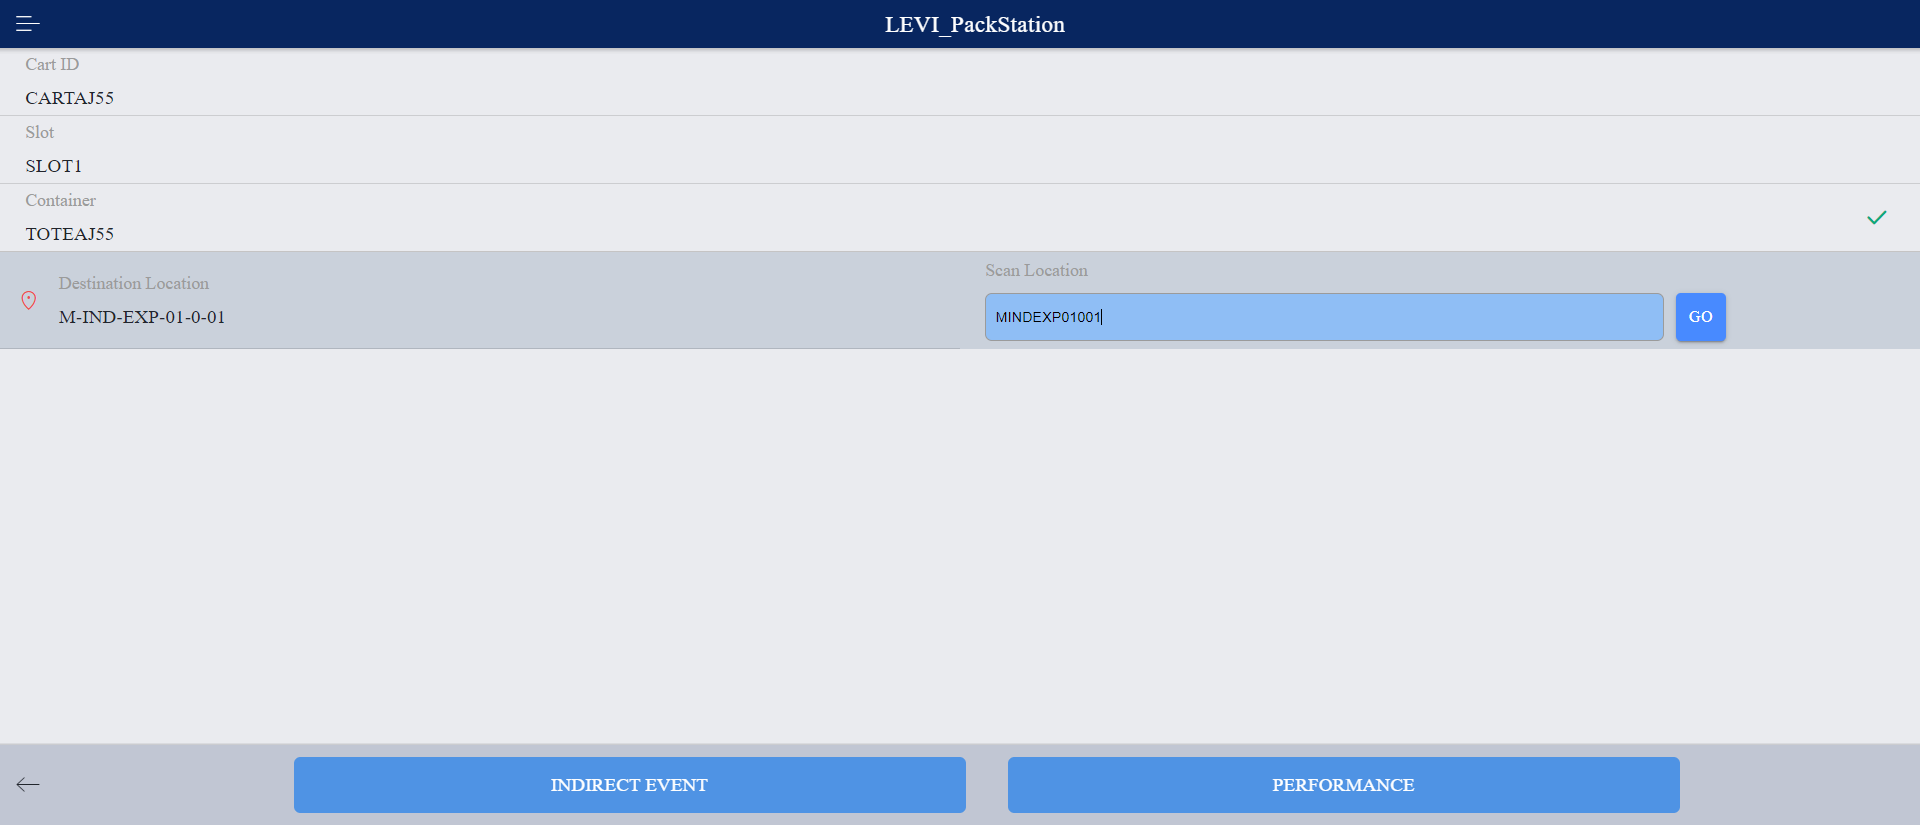 LEVI_PackStation
Cart ID
CARTAJ55
Slot
SLOT1
Container
TOTEAJ55
Destination Location
M-IND-EXP-01-0-01
Scan Location
MINDEXP01001
GO
INDIRECT EVENT
PERFORMANCE